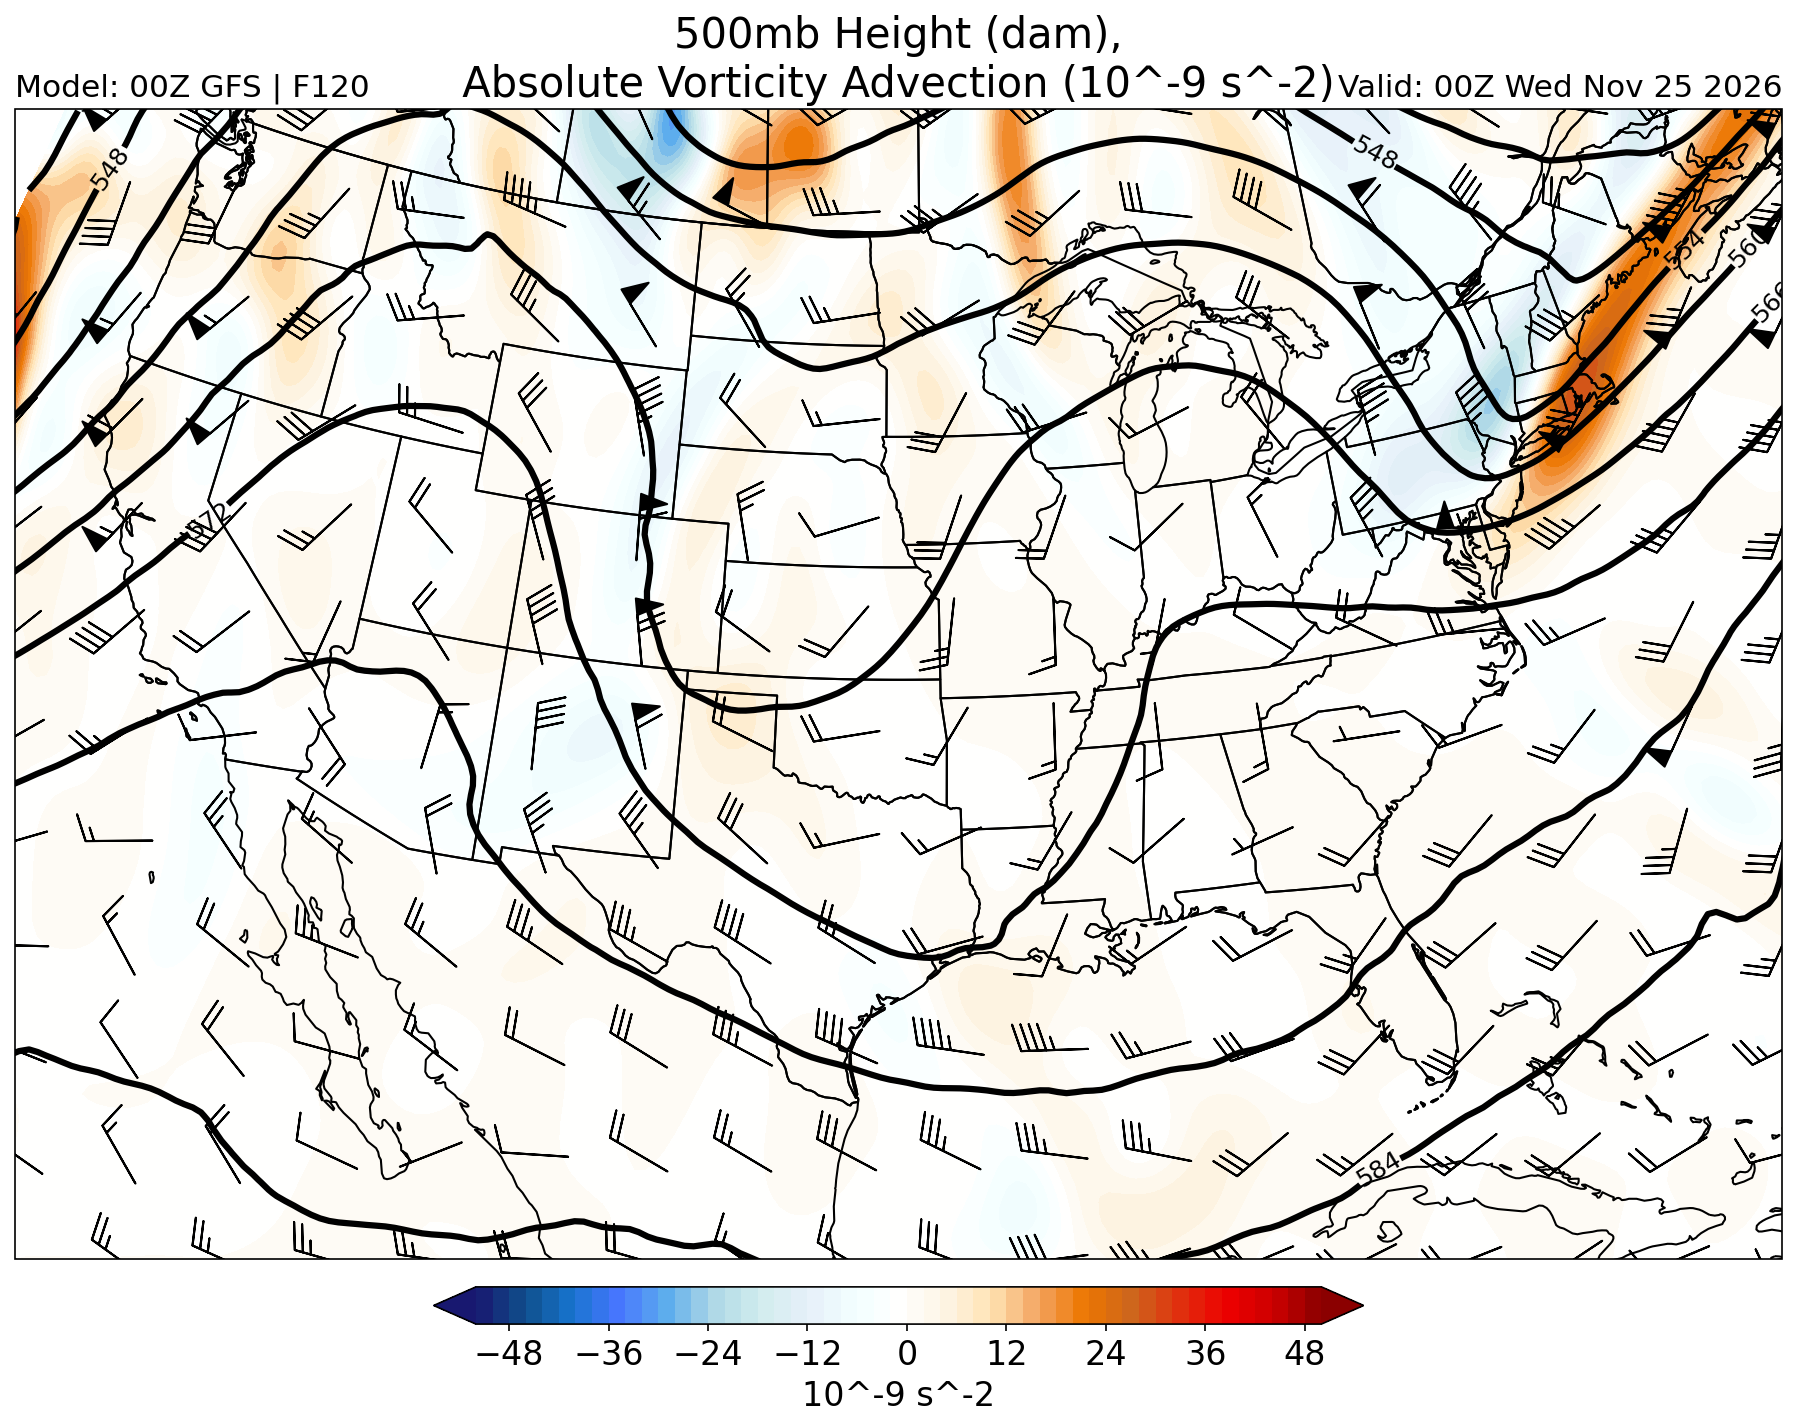 500mb Height (dam),
Model: 00Z GFS | F120
Absolute Vorticity Advection (10^-9 s^-2)
Valid: 00Z Wed Nov 25 2026
548
548
554
560
566
572
584
−48 −36 −24 −12 0 12 24 36 48
10^-9 s^-2